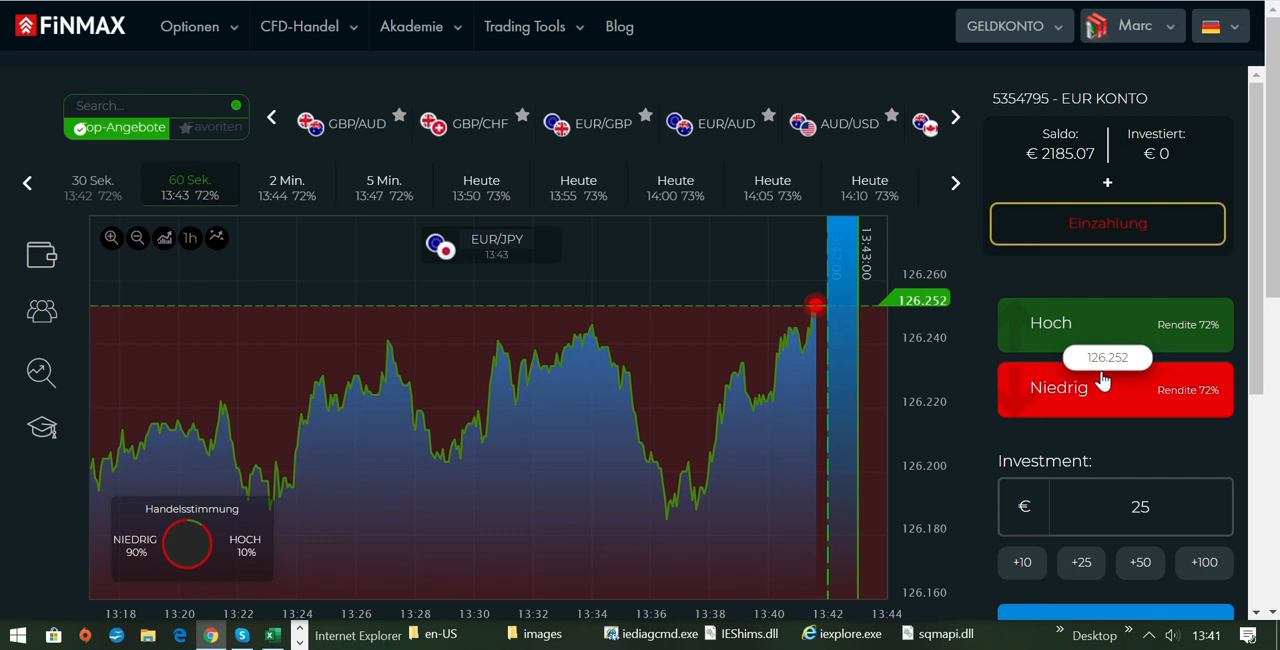 FiNMAX
Optionen
CFD-Handel
Akademie
Trading Tools
Blog
GELDKONTO
Marc
Search...
Top-Angebote
Favoriten
GBP/AUD
GBP/CHF
EUR/GBP
EUR/AUD
AUD/USD
5354795 - EUR KONTO
Saldo:
€ 2185.07
Investiert:
€ 0
+
Einzahlung
30 Sek.
13:42 72%
60 Sek.
13:43 72%
2 Min.
13:44 72%
5 Min.
13:47 72%
Heute
13:50 73%
Heute
13:55 73%
Heute
14:00 73%
Heute
14:05 73%
Heute
14:10 73%
1h
EUR/JPY
13:43
13:42:00
13:43:00
126.260
126.252
126.240
126.220
126.200
126.180
126.160
Hoch
Rendite 72%
126.252
Niedrig
Rendite 72%
Investment:
€
25
+10
+25
+50
+100
Handelsstimmung
NIEDRIG
90%
HOCH
10%
13:18
13:20
13:22
13:24
13:26
13:28
13:30
13:32
13:34
13:36
13:38
13:40
13:42
13:44
Internet Explorer
en-US
images
iediagcmd.exe
IEShims.dll
iexplore.exe
sqmapi.dll
Desktop
13:41